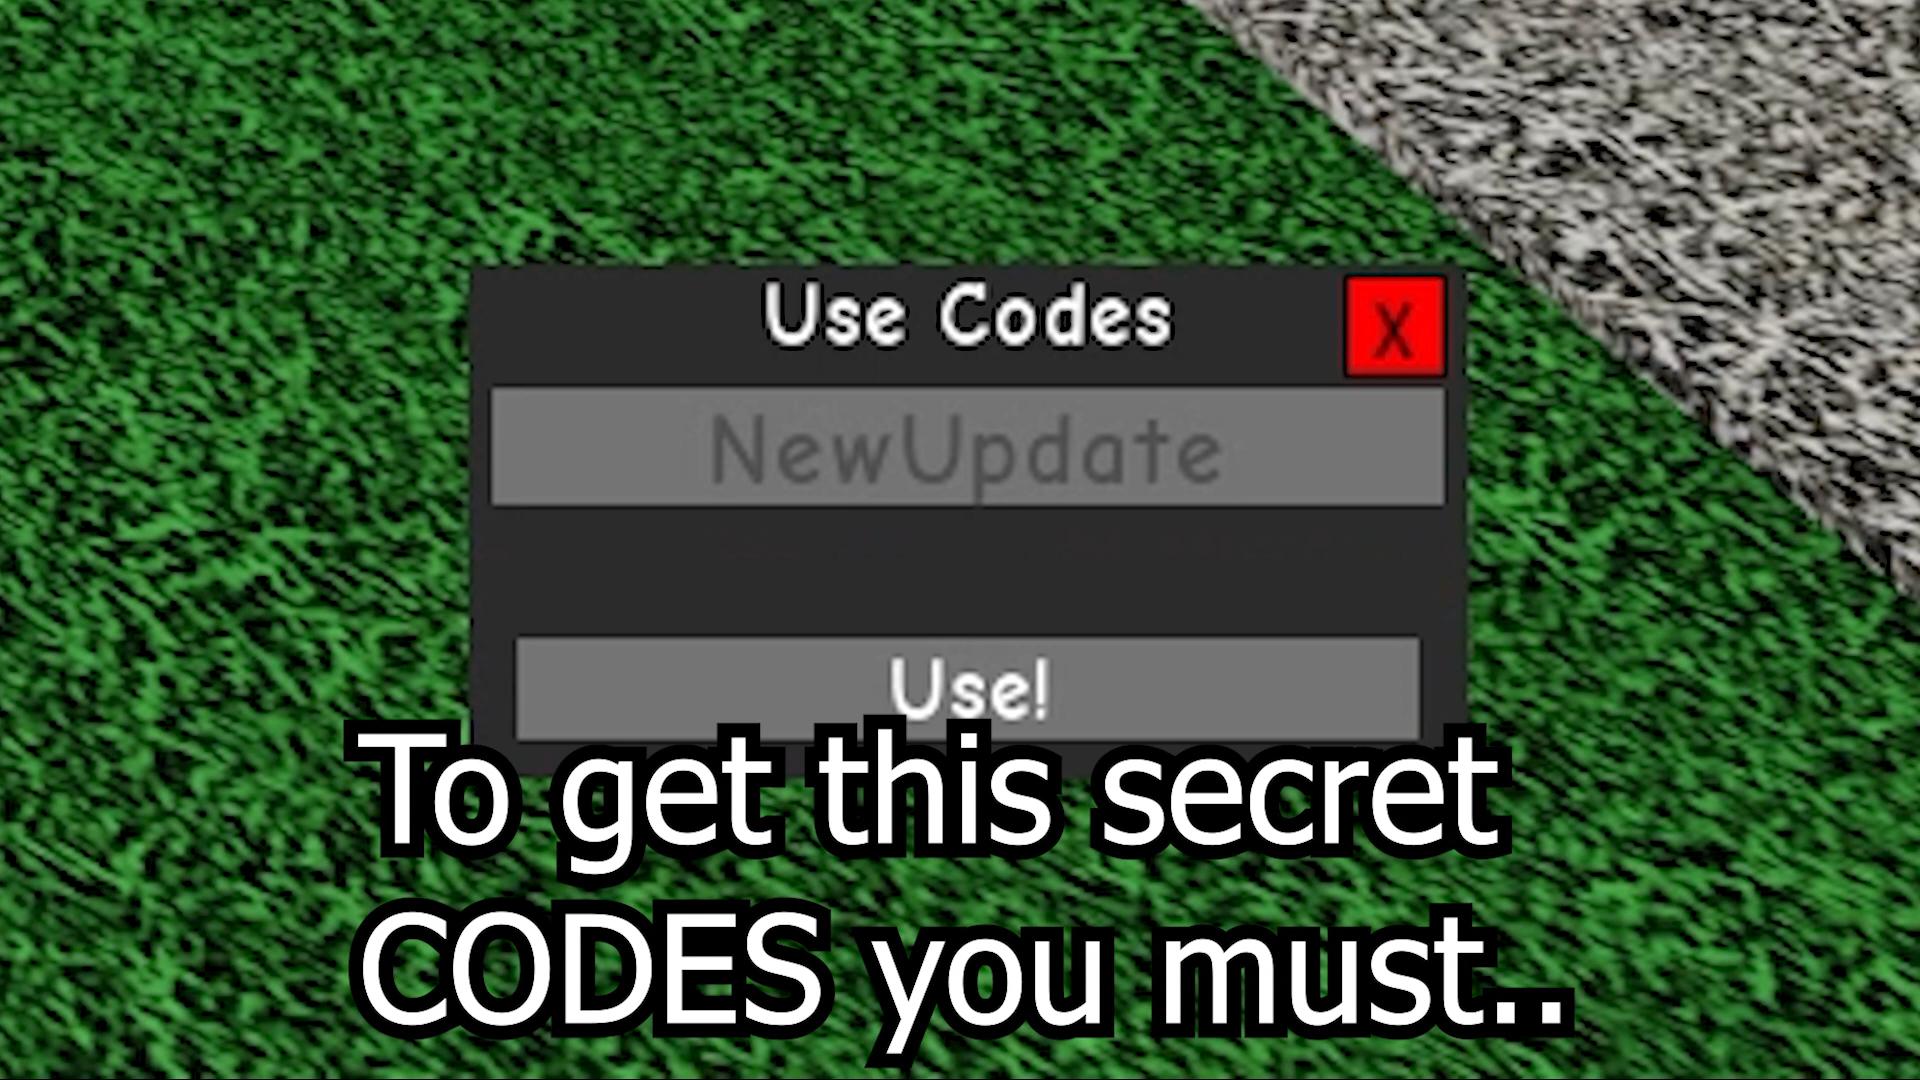 Use Codes
X
NewUpdate
Use!
To get this secret
CODES you must..